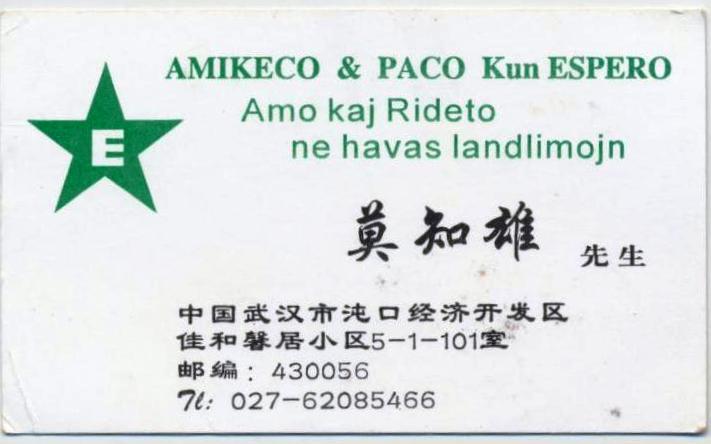 AMIKECO & PACO Kun ESPERO
Amo kaj Rideto
ne havas landlimojn
E
莫知雄 先生
中国武汉市沌口经济开发区
佳和馨居小区5-1-101室
邮编: 430056
Tl: 027-62085466